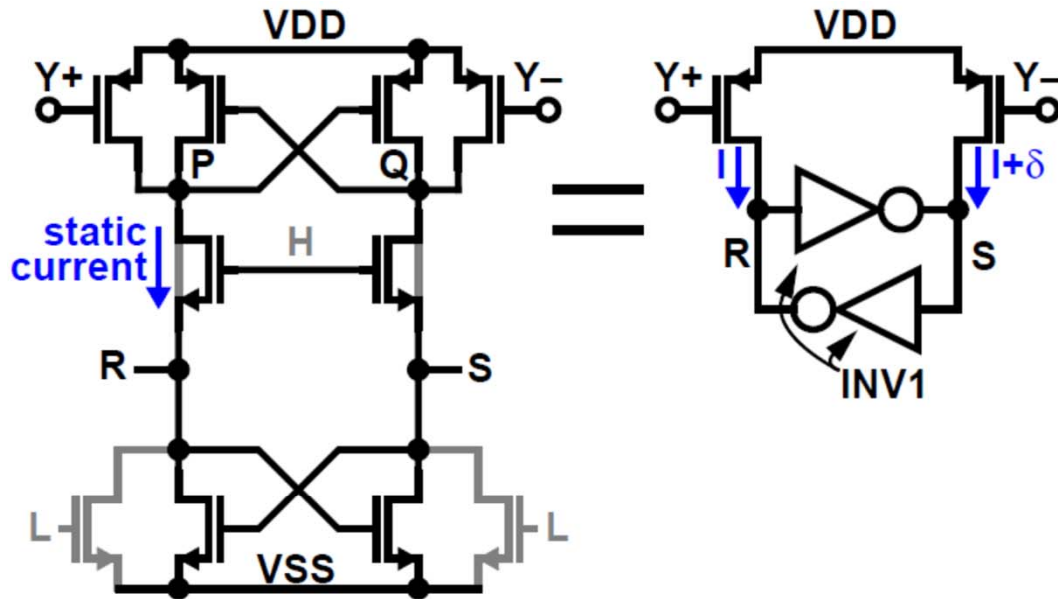 VDD
Y+
Y–
P
Q
static
current
H
R
S
L
L
VSS
VDD
Y+
Y–
I
I+δ
R
S
INV1